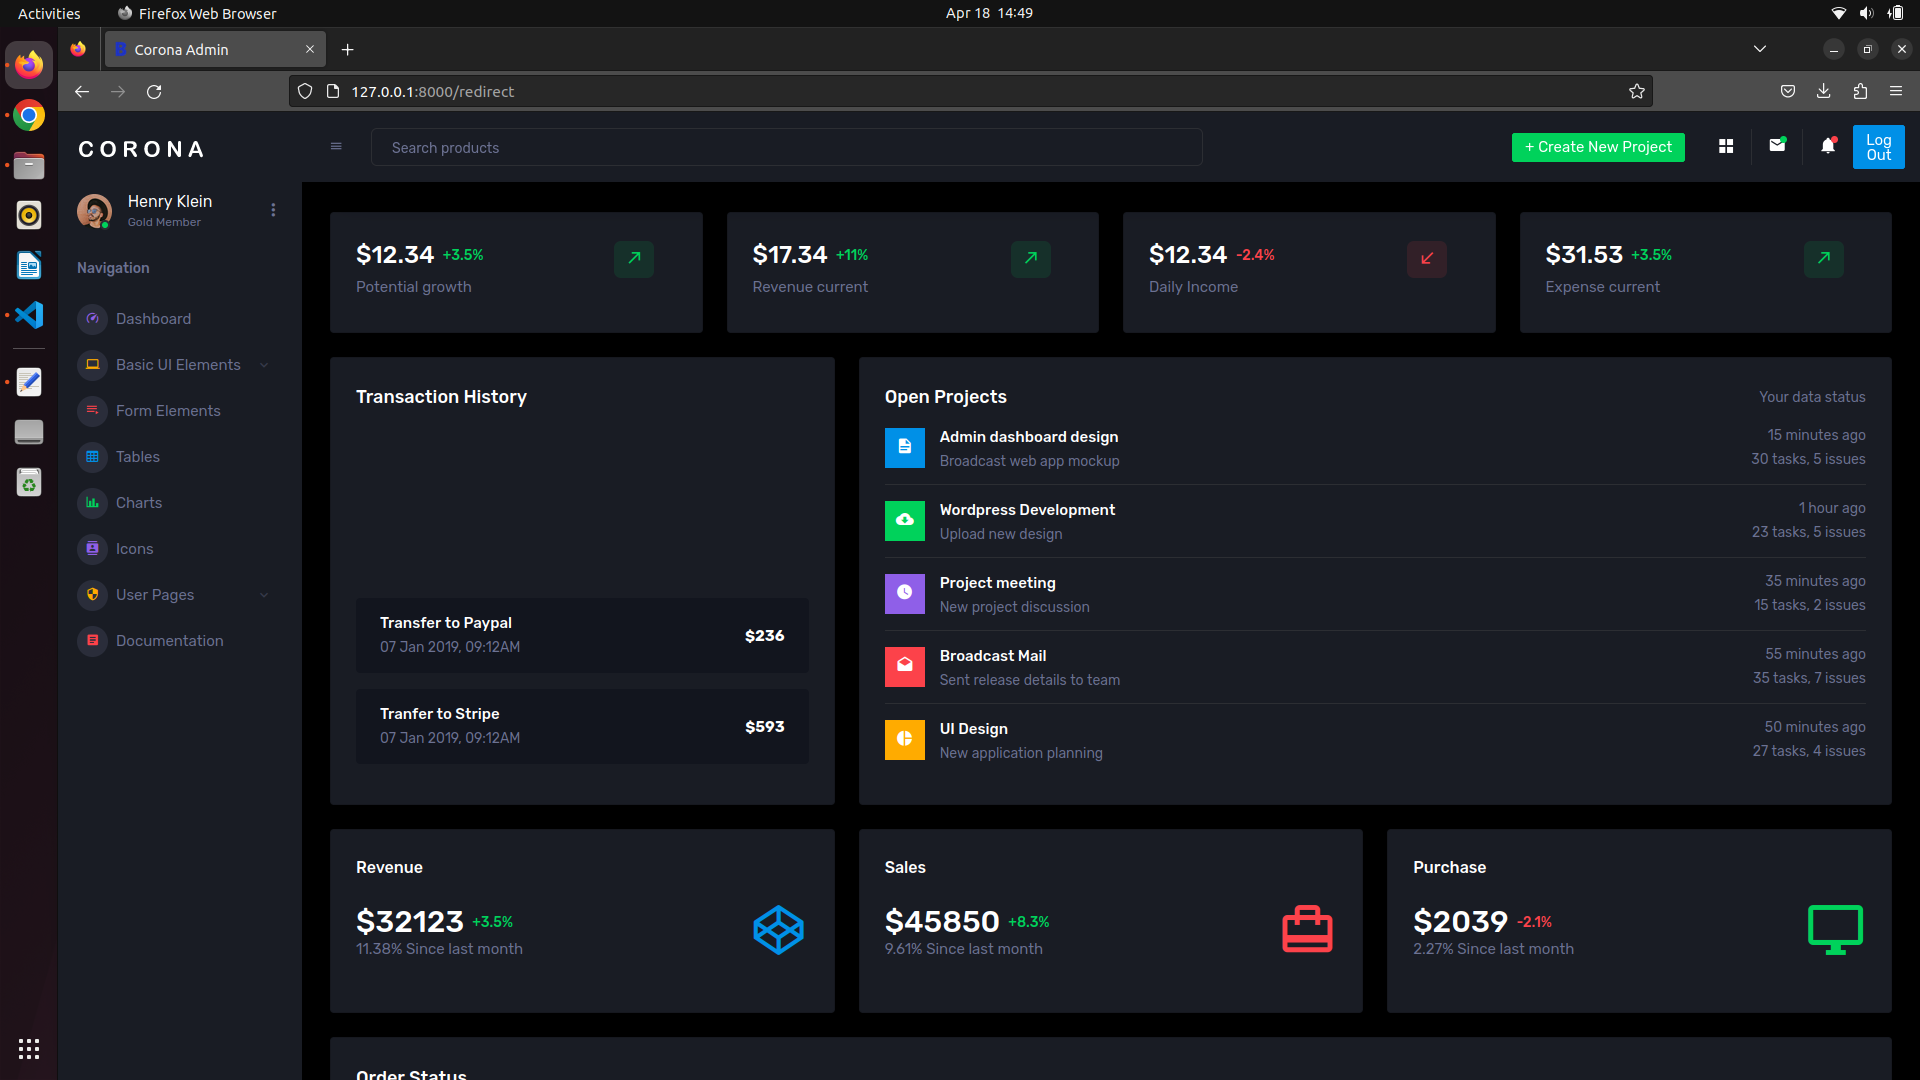 Activities
Firefox Web Browser
Apr 18 14:49
Corona Admin
127.0.0.1:8000/redirect
CORONA
Search products
+ Create New Project
Log
Out
Henry Klein
Gold Member
Navigation
Dashboard
Basic UI Elements
Form Elements
Tables
Charts
Icons
User Pages
Documentation
$12.34 +3.5%
Potential growth
$17.34 +11%
Revenue current
$12.34 -2.4%
Daily Income
$31.53 +3.5%
Expense current
Transaction History
Transfer to Paypal
07 Jan 2019, 09:12AM
$236
Tranfer to Stripe
07 Jan 2019, 09:12AM
$593
Open Projects
Your data status
Admin dashboard design
Broadcast web app mockup
15 minutes ago
30 tasks, 5 issues
Wordpress Development
Upload new design
1 hour ago
23 tasks, 5 issues
Project meeting
New project discussion
35 minutes ago
15 tasks, 2 issues
Broadcast Mail
Sent release details to team
55 minutes ago
35 tasks, 7 issues
UI Design
New application planning
50 minutes ago
27 tasks, 4 issues
Revenue
$32123 +3.5%
11.38% Since last month
Sales
$45850 +8.3%
9.61% Since last month
Purchase
$2039 -2.1%
2.27% Since last month
Order Status